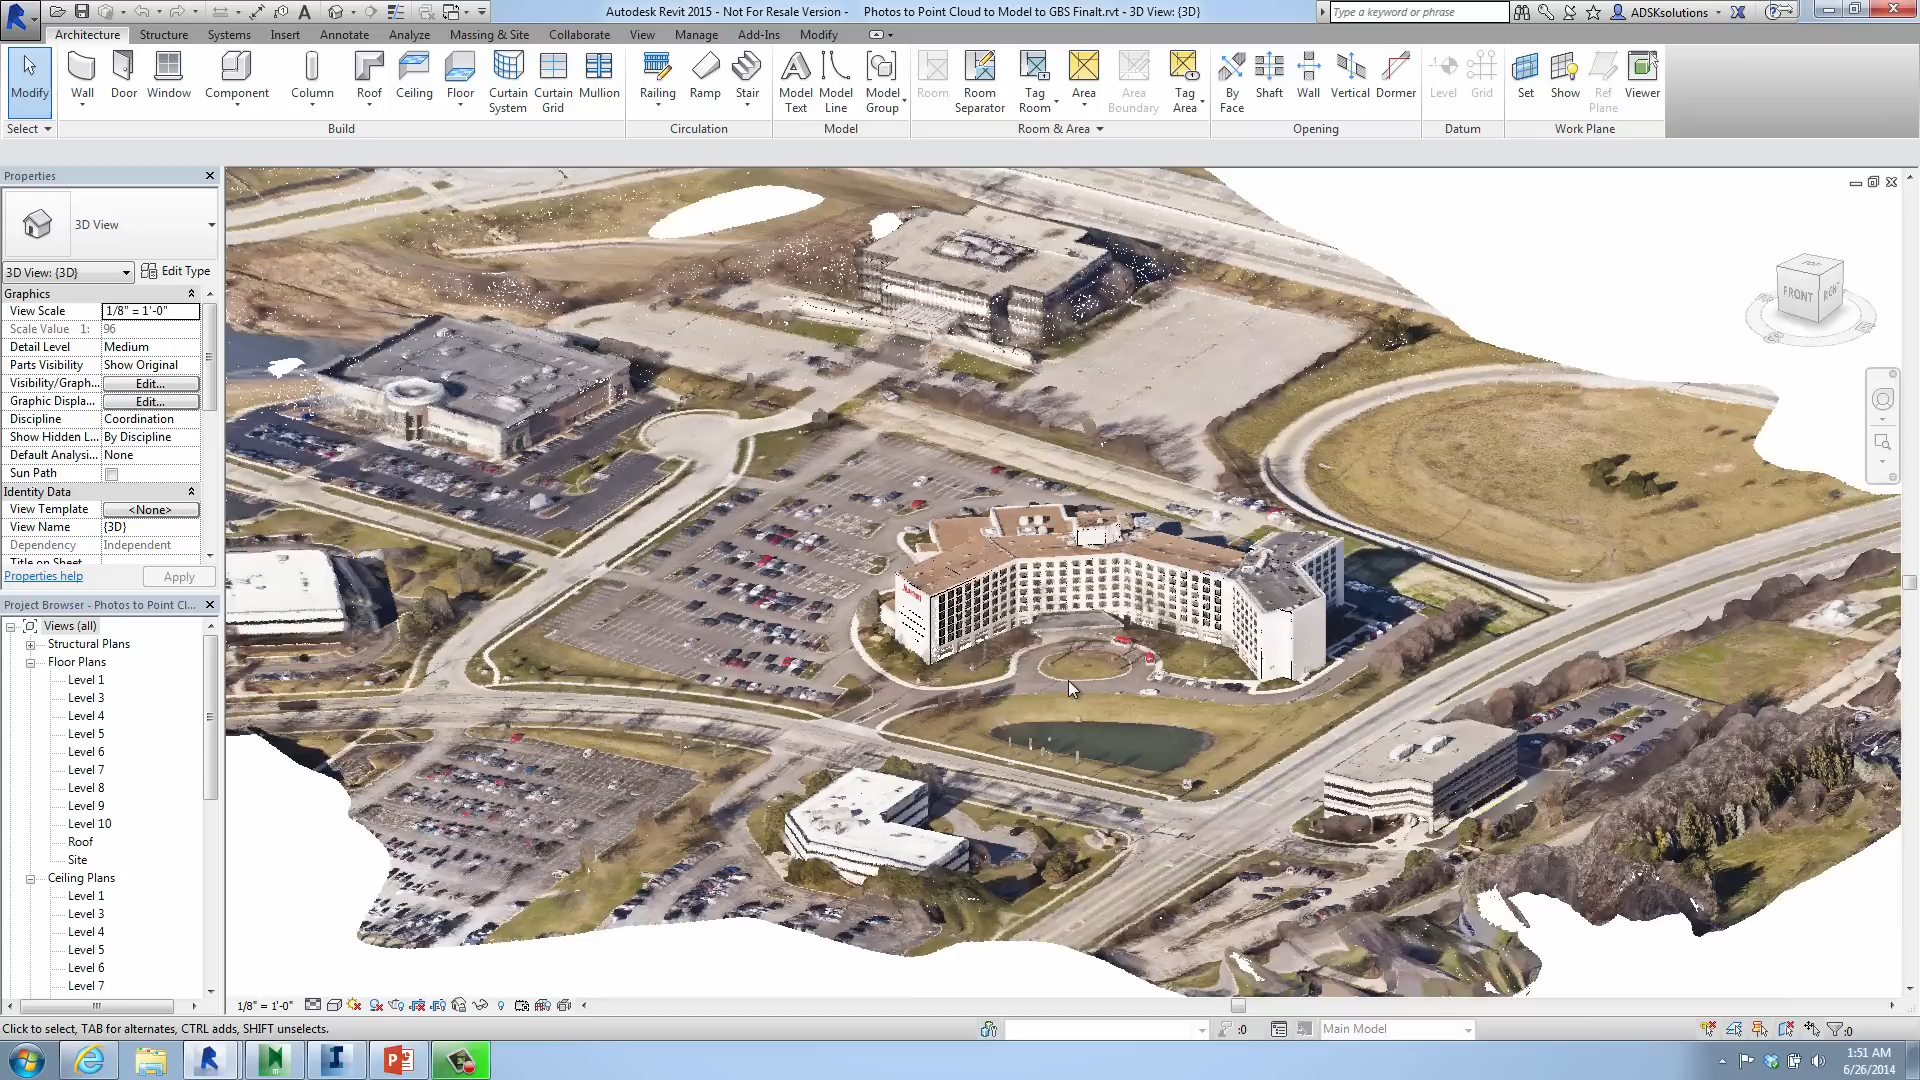 Autodesk Revit 2015 - Not For Resale Version - Photos to Point Cloud to Model to GBS Finalt.rvt - 3D View: {3D}
Type a keyword or phrase
ADSKsolutions
Architecture Structure Systems Insert Annotate Analyze Massing & Site Collaborate View Manage Add-Ins Modify
Modify Wall Door Window Component Column Roof Ceiling Floor Curtain System Curtain Grid Mullion Railing Ramp Stair Model Text Model Line Model Group Room Room Separator Tag Room Area Area Boundary Tag Area By Face Shaft Wall Vertical Dormer Level Grid Set Show Ref Plane Viewer
Select Build Circulation Model Room & Area Opening Datum Work Plane
Properties
3D View
3D View: {3D} Edit Type
Graphics
View Scale 1/8" = 1'-0"
Scale Value 1: 96
Detail Level Medium
Parts Visibility Show Original
Visibility/Graph... Edit...
Graphic Displa... Edit...
Discipline Coordination
Show Hidden L... By Discipline
Default Analysi... None
Sun Path
Identity Data
View Template <None>
View Name {3D}
Dependency Independent
Title on Sheet
Properties help Apply
Project Browser - Photos to Point Cl...
Views (all)
Structural Plans
Floor Plans
Level 1
Level 3
Level 4
Level 5
Level 6
Level 7
Level 8
Level 9
Level 10
Roof
Site
Ceiling Plans
Level 1
Level 3
Level 4
Level 5
Level 6
Level 7
TOP
FRONT
RIGHT
1/8" = 1'-0"
Click to select, TAB for alternates, CTRL adds, SHIFT unselects.
:0
Main Model
:0
1:51 AM
6/26/2014